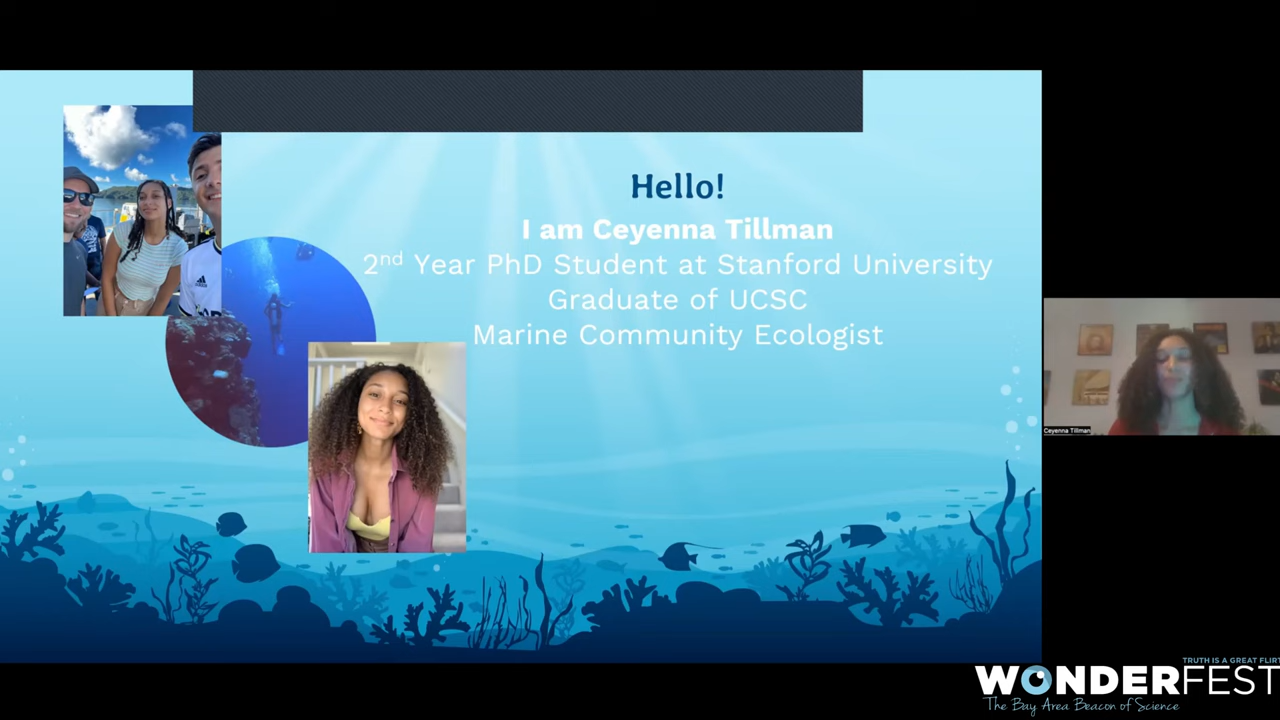 Hello!
I am Ceyenna Tillman
2nd Year PhD Student at Stanford University
Graduate of UCSC
Marine Community Ecologist
Ceyenna Tillman
TRUTH IS A GREAT FLIRT
WONDERFEST
The Bay Area Beacon of Science